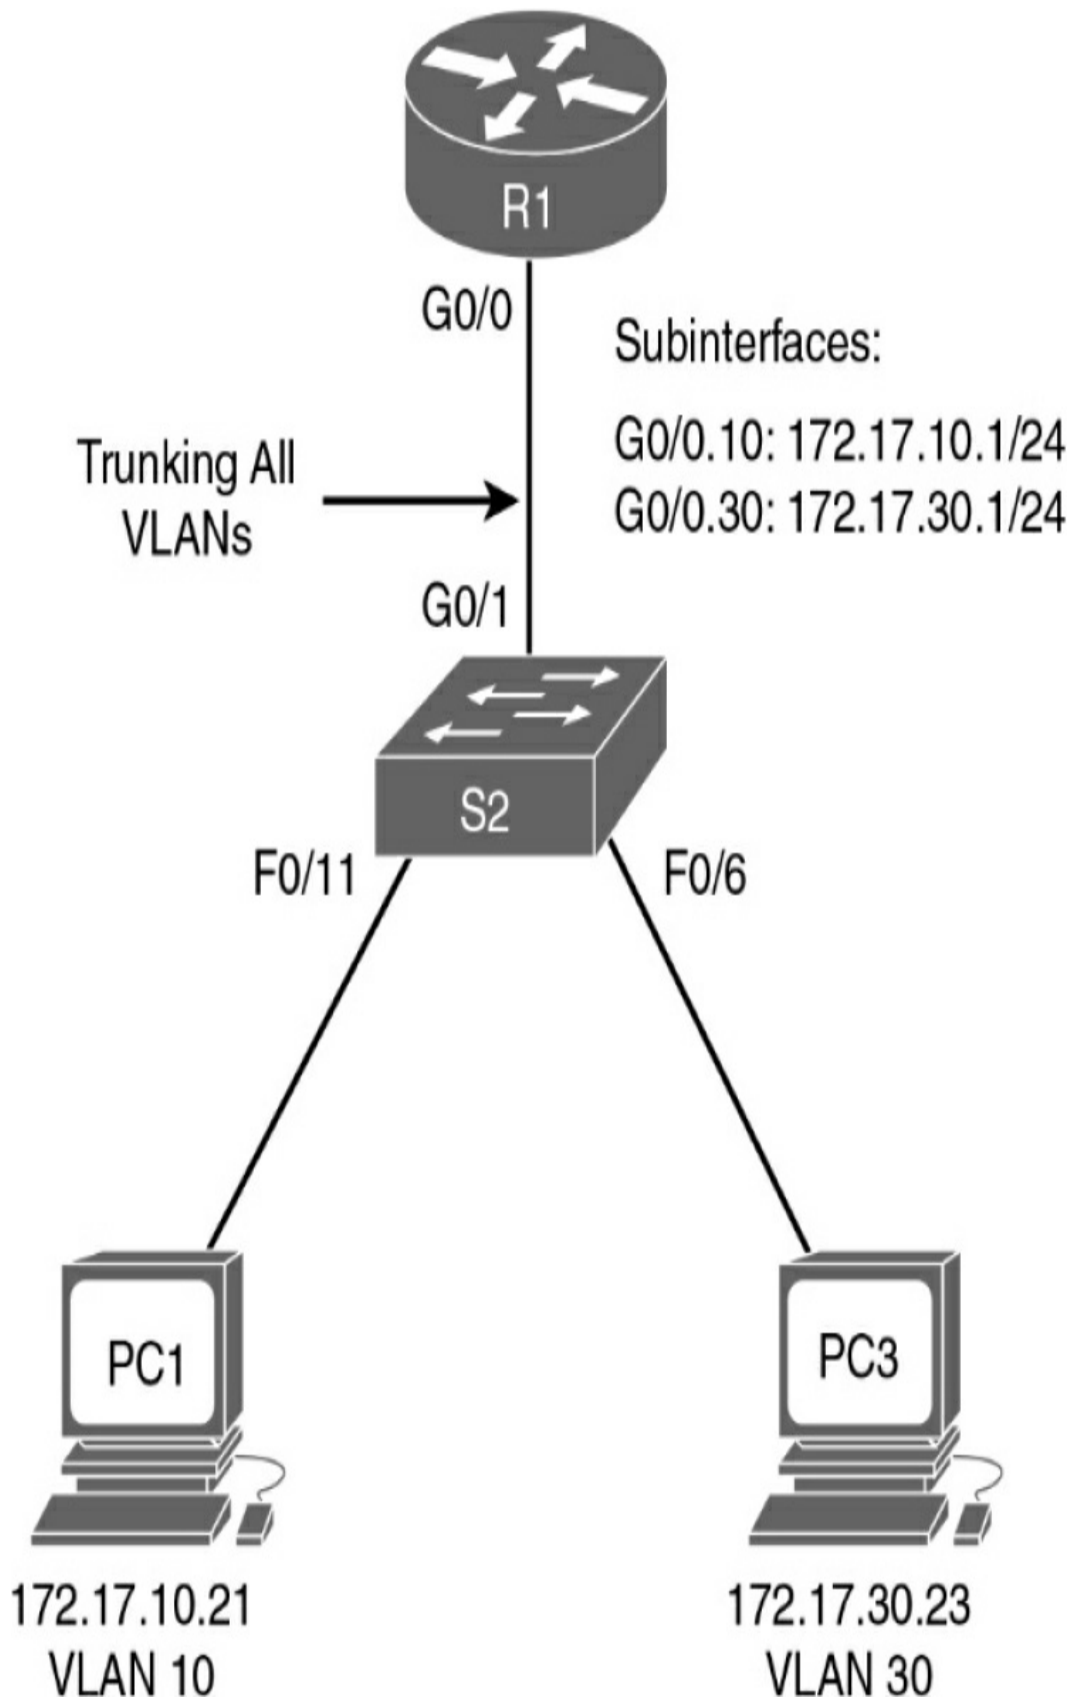 R1
G0/0
Subinterfaces:
G0/0.10: 172.17.10.1/24
G0/0.30: 172.17.30.1/24
Trunking All
VLANs
G0/1
S2
F0/11
F0/6
PC1
PC3
172.17.10.21
VLAN 10
172.17.30.23
VLAN 30